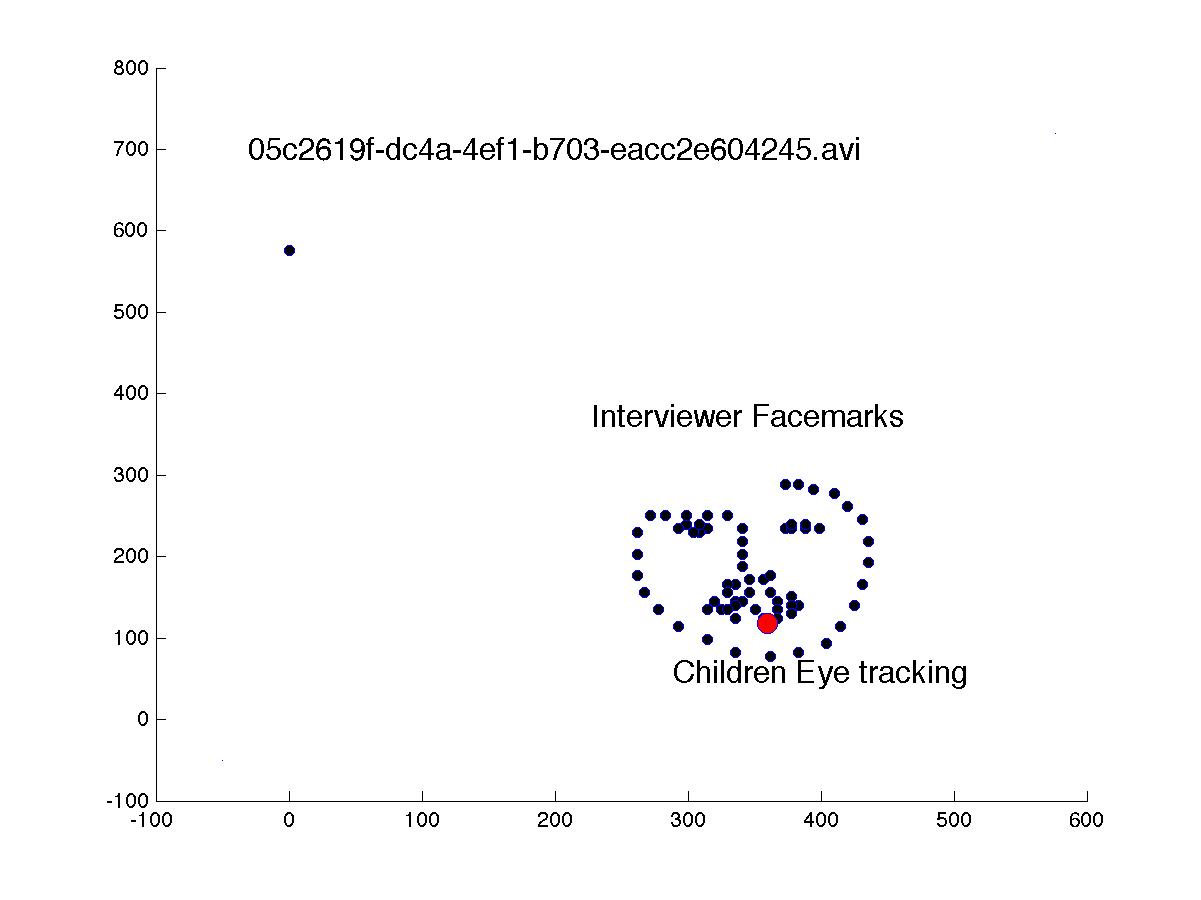 800
700
05c2619f-dc4a-4ef1-b703-eacc2e604245.avi
600
500
400
Interviewer Facemarks
300
200
100
Children Eye tracking
0
-100
-100 0 100 200 300 400 500 600